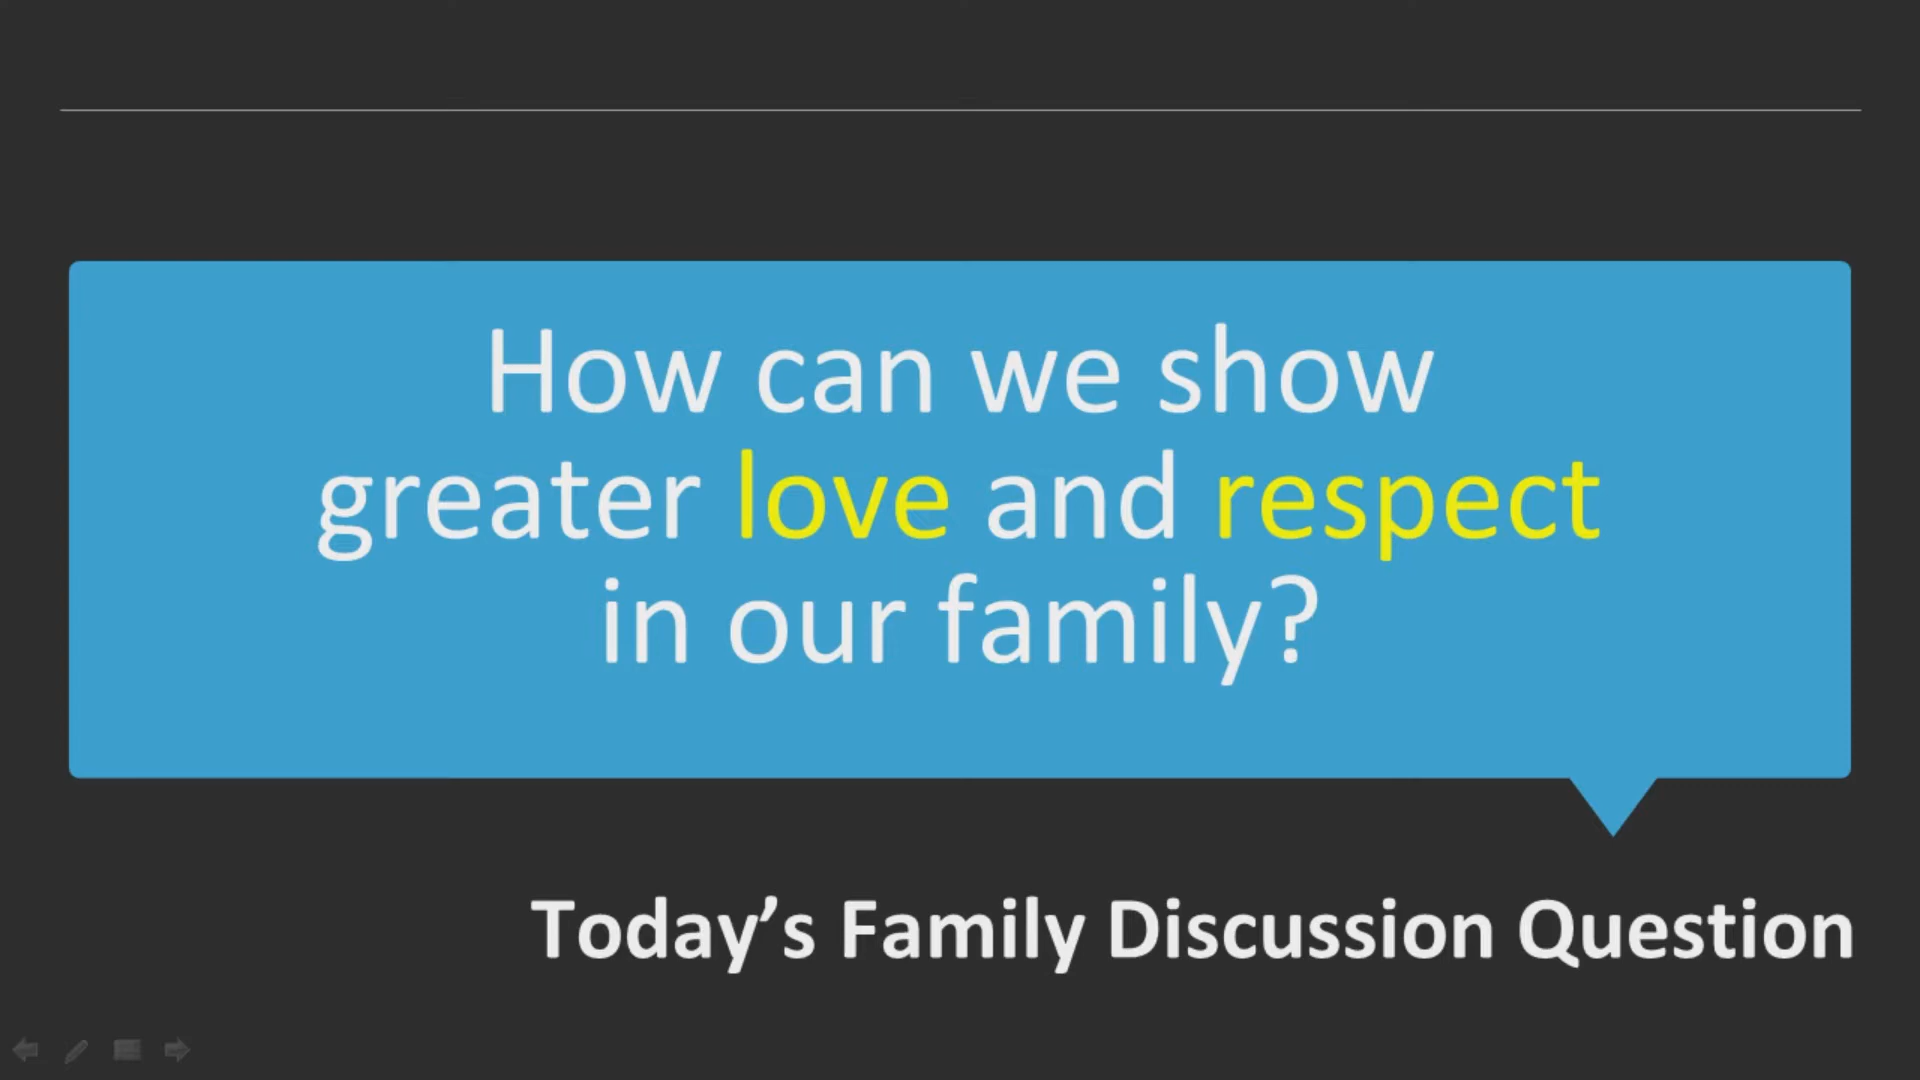 How can we show
greater love and respect
in our family?
Today’s Family Discussion Question